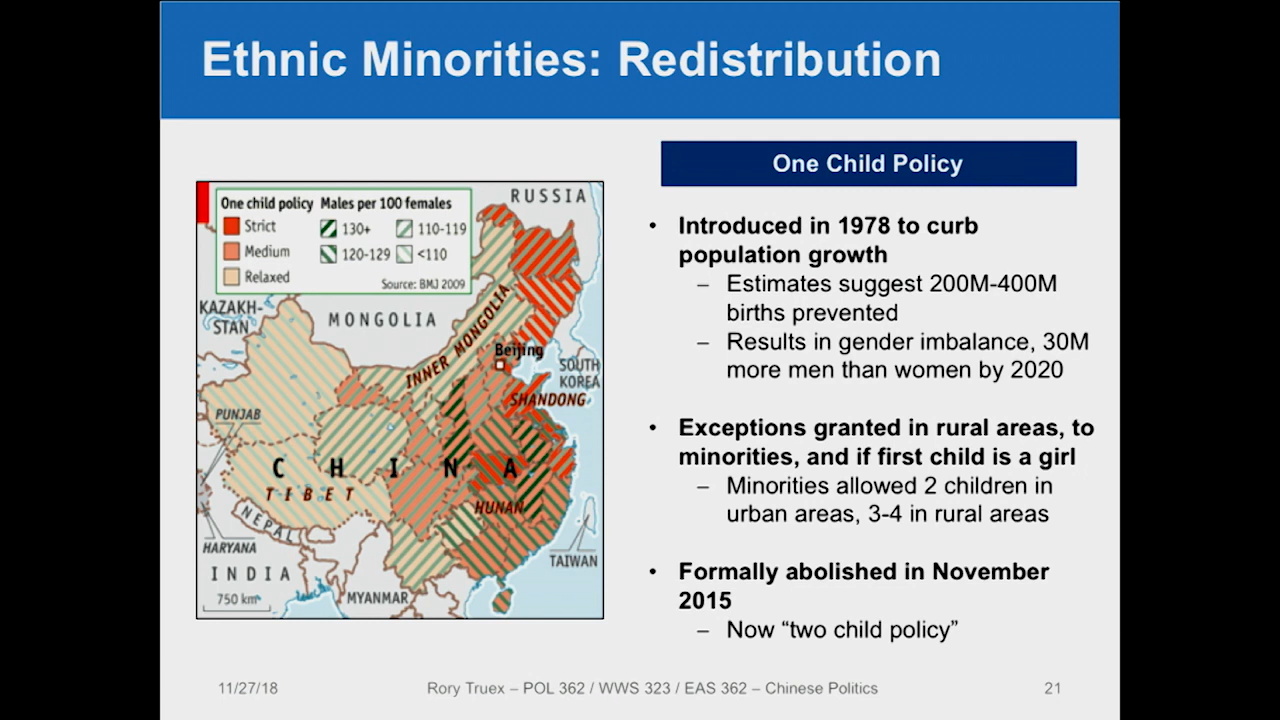 Ethnic Minorities: Redistribution
One child policy Males per 100 females
Strict 130+ 110-119
Medium 120-129 <110
Relaxed
Source: BMJ 2009
RUSSIA
KAZAKH-
STAN
MONGOLIA
INNER MONGOLIA
Beijing
SOUTH
KOREA
SHANDONG
PUNJAB
CHINA
TIBET
HUNAN
NEPAL
HARYANA
INDIA
TAIWAN
750 km
MYANMAR
One Child Policy
• Introduced in 1978 to curb
population growth
– Estimates suggest 200M-400M
births prevented
– Results in gender imbalance, 30M
more men than women by 2020
• Exceptions granted in rural areas, to
minorities, and if first child is a girl
– Minorities allowed 2 children in
urban areas, 3-4 in rural areas
• Formally abolished in November
2015
– Now “two child policy”
11/27/18 Rory Truex – POL 362 / WWS 323 / EAS 362 – Chinese Politics 21